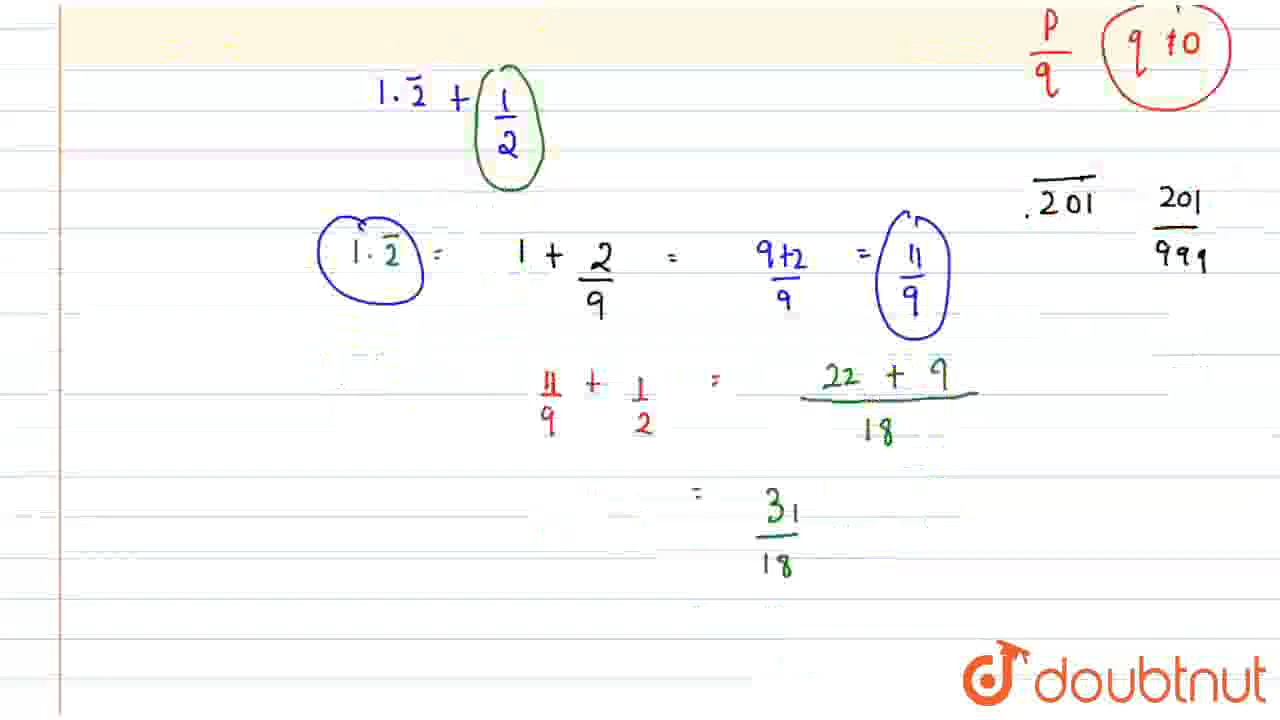 p/q q ≠ 0
1.2̅ + 1/2
.2̅0̅1̅ 201/999
1.2̅ = 1 + 2/9 = 9+2/9 = 11/9
11/9 + 1/2 = 22 + 9/18
= 31/18
doubtnut